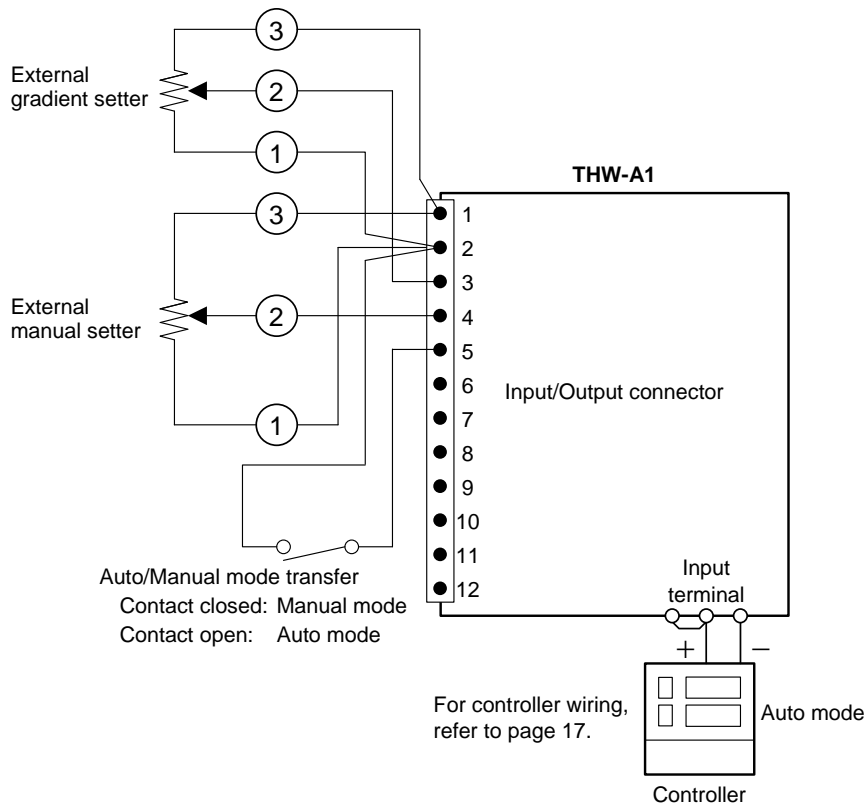 3
External
gradient setter
2
1
THW-A1
3
1
2
3
External
manual setter
2
4
5
6
Input/Output connector
7
1
8
9
10
11
12
Auto/Manual mode transfer
Contact closed: Manual mode
Contact open: Auto mode
Input
terminal
+ −
For controller wiring,
refer to page 17.
Auto mode
Controller